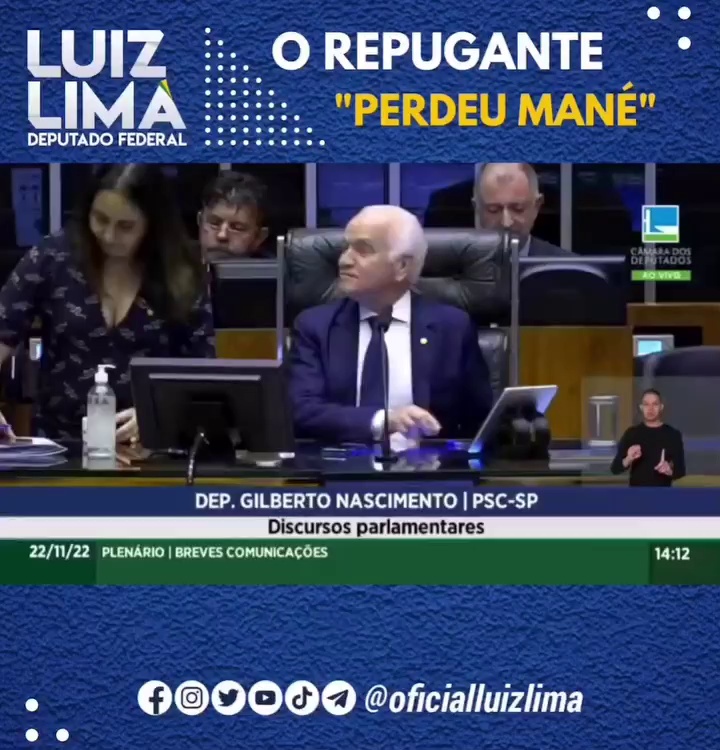 LUIZ
LIMA
DEPUTADO FEDERAL
O REPUGANTE
"PERDEU MANÉ"
CÂMARA DOS
DEPUTADOS
AO VIVO
DEP. GILBERTO NASCIMENTO | PSC-SP
Discursos parlamentares
22/11/22 PLENÁRIO | BREVES COMUNICAÇÕES 14:12
@oficialluizlima